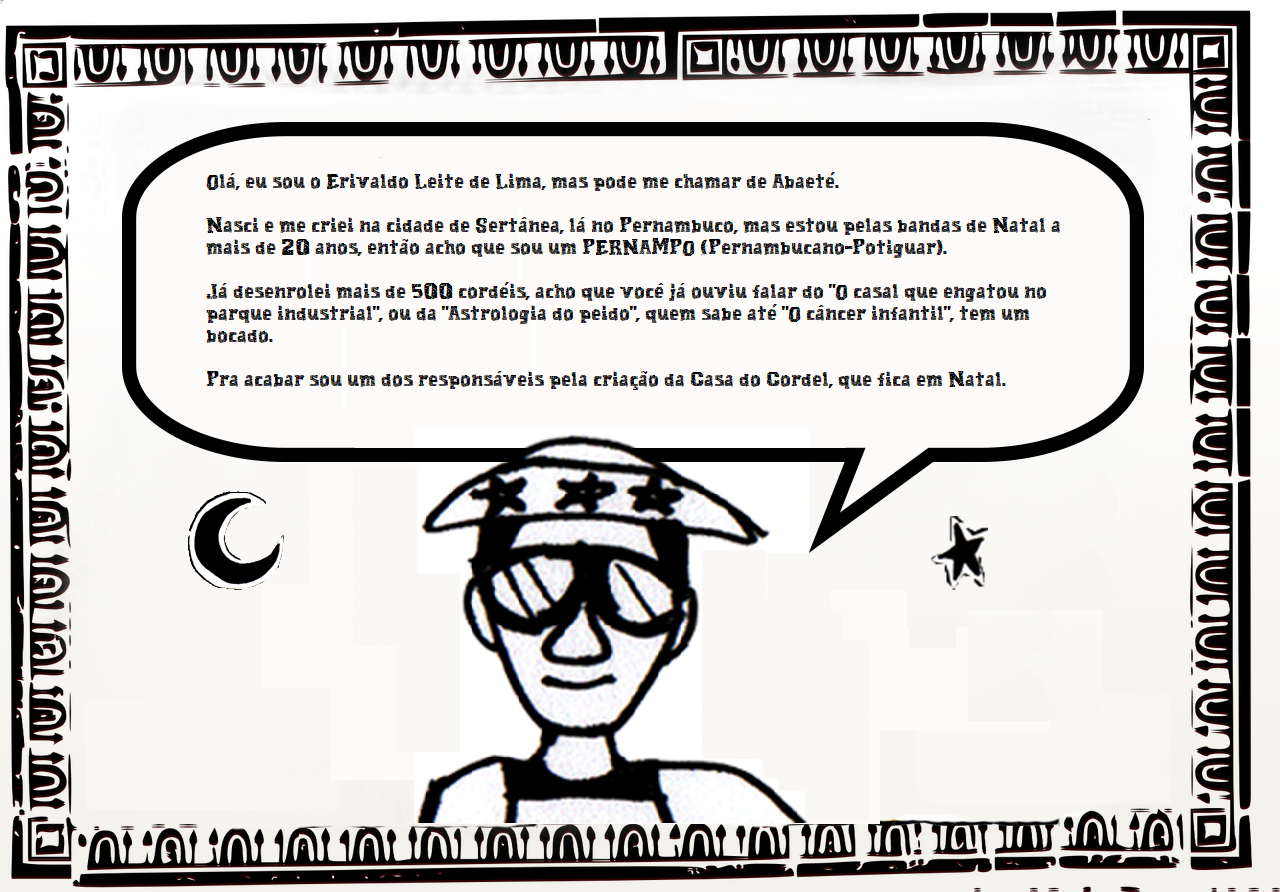 Olá, eu sou o Erivaldo Leite de Lima, mas pode me chamar de Abaeté.
Nasci e me criei na cidade de Sertânea, lá no Pernambuco, mas estou pelas bandas de Natal a
mais de 20 anos, então acho que sou um PERNAMPO (Pernambucano-Potiguar).
Já desenrolei mais de 500 cordéis, acho que você já ouviu falar do "O casal que engatou no
parque industrial", ou da "Astrologia do peido", quem sabe até "O câncer infantil", tem um
bocado.
Pra acabar sou um dos responsáveis pela criação da Casa do Cordel, que fica em Natal.